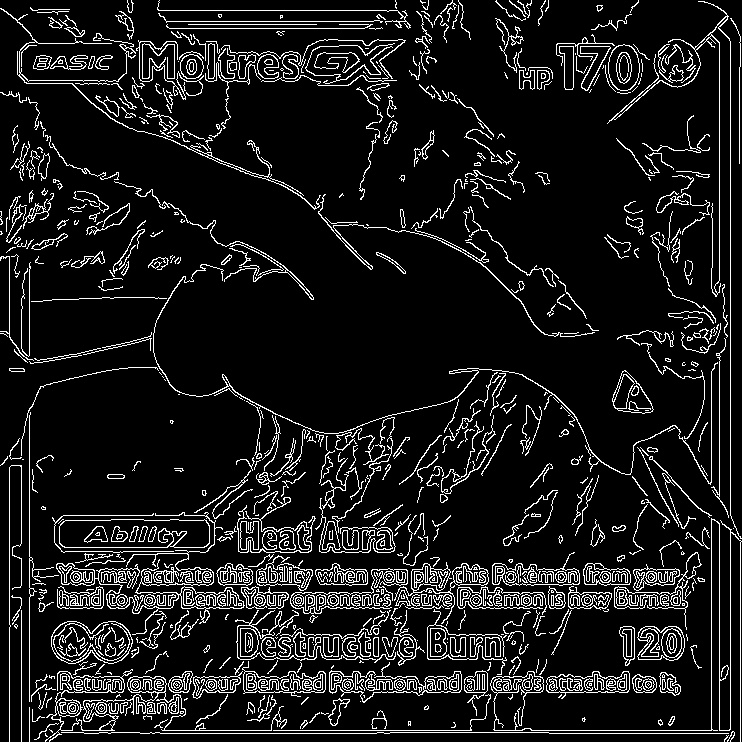 BASIC Moltres GX HP 170
Ability Heat Aura
You may activate this ability when you play this Pokémon from your
hand to your Bench. Your opponent's Active Pokémon is now Burned.
Destructive Burn 120
Return one of your Benched Pokémon, and all cards attached to it,
to your hand.